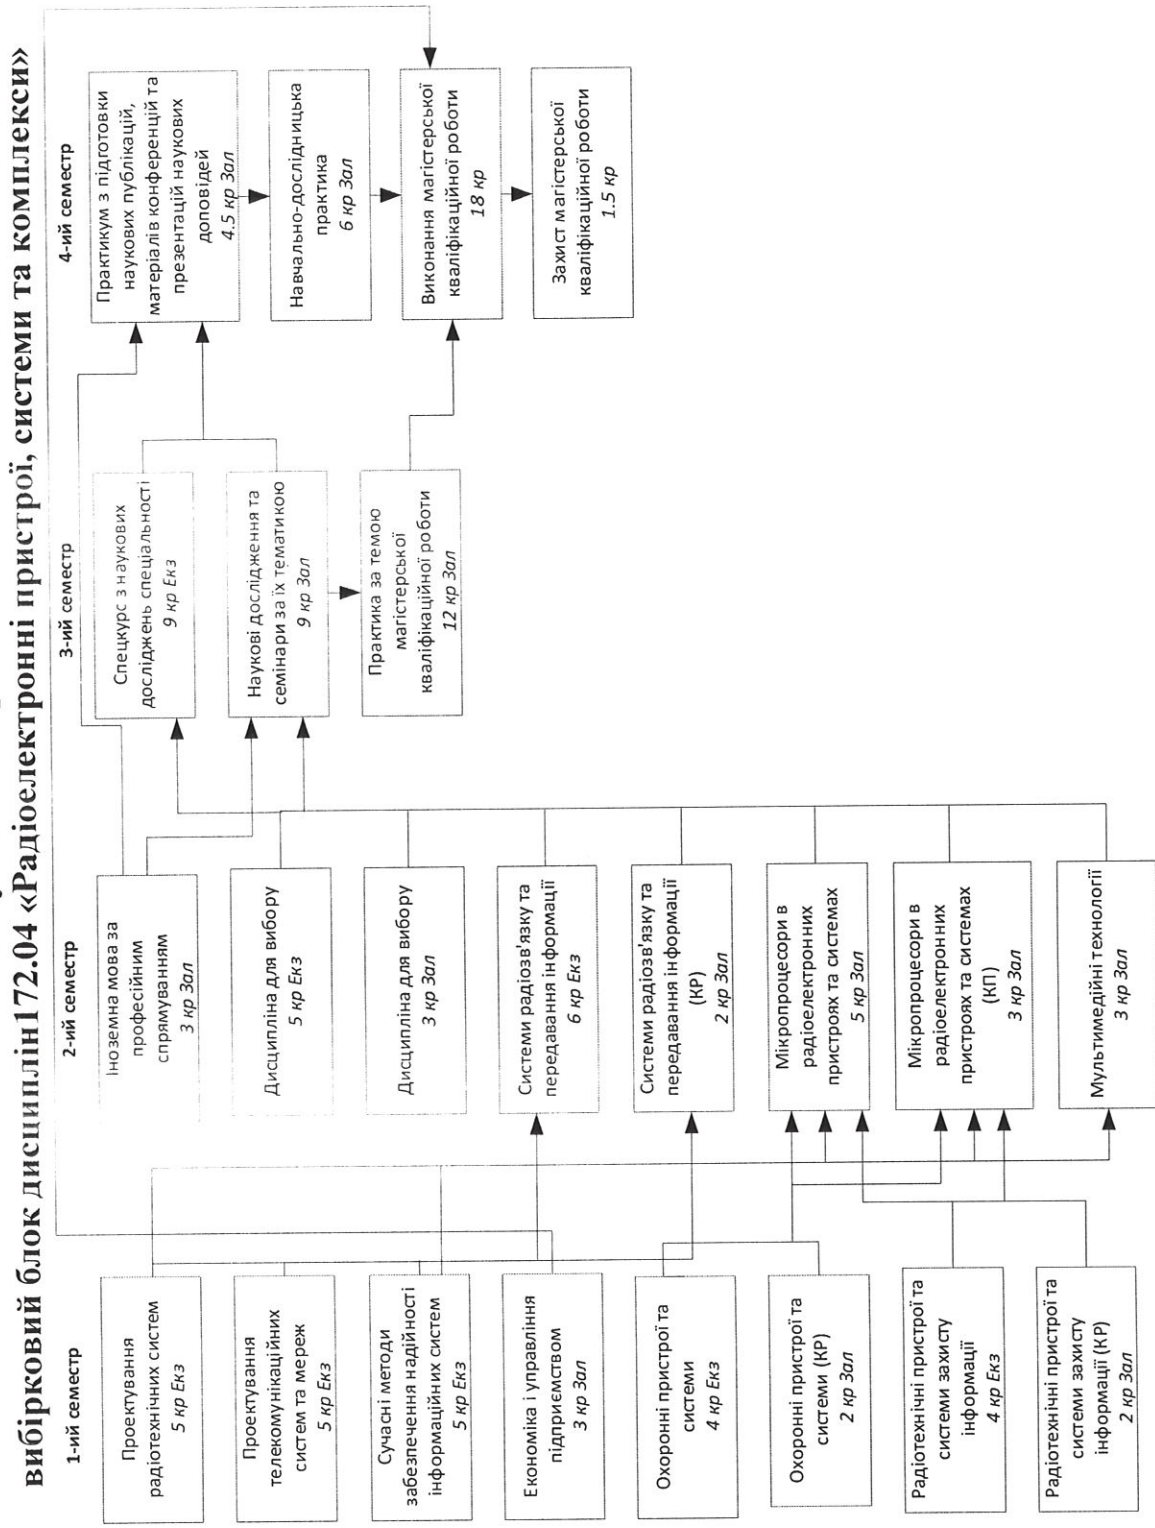 вибірковий блок дисциплін172.04 «Радіоелектронні пристрої, системи та комплекси»
1-ий семестр
Проектування
радіотехнічних систем
5 кр Екз
Проектування
телекомунікаційних
систем та мереж
5 кр Екз
Сучасні методи
забезпечення надійності
інформаційних систем
5 кр Екз
Економіка і управління
підприємством
3 кр Зал
Охоронні пристрої та
системи
4 кр Екз
Охоронні пристрої та
системи (КР)
2 кр Зал
Радіотехнічні пристрої та
системи захисту
інформації
4 кр Екз
Радіотехнічні пристрої та
системи захисту
інформації (КР)
2 кр Зал
2-ий семестр
Іноземна мова за
професійним
спрямуванням
3 кр Зал
Дисципліна для вибору
5 кр Екз
Дисципліна для вибору
3 кр Зал
Системи радіозв'язку та
передавання інформації
6 кр Екз
Системи радіозв'язку та
передавання інформації
(КР)
2 кр Зал
Мікропроцесори в
радіоелектронних
пристроях та системах
5 кр Зал
Мікропроцесори в
радіоелектронних
пристроях та системах
(КП)
3 кр Зал
Мультимедійні технології
3 кр Зал
3-ий семестр
Спецкурс з наукових
досліджень спеціальності
9 кр Екз
Наукові дослідження та
семінари за їх тематикою
9 кр Зал
Практика за темою
магістерської
кваліфікаційної роботи
12 кр Зал
4-ий семестр
Практикум з підготовки
наукових публікацій,
матеріалів конференцій та
презентацій наукових
доповідей
4.5 кр Зал
Навчально-дослідницька
практика
6 кр Зал
Виконання магістерської
кваліфікаційної роботи
18 кр
Захист магістерської
кваліфікаційної роботи
1.5 кр